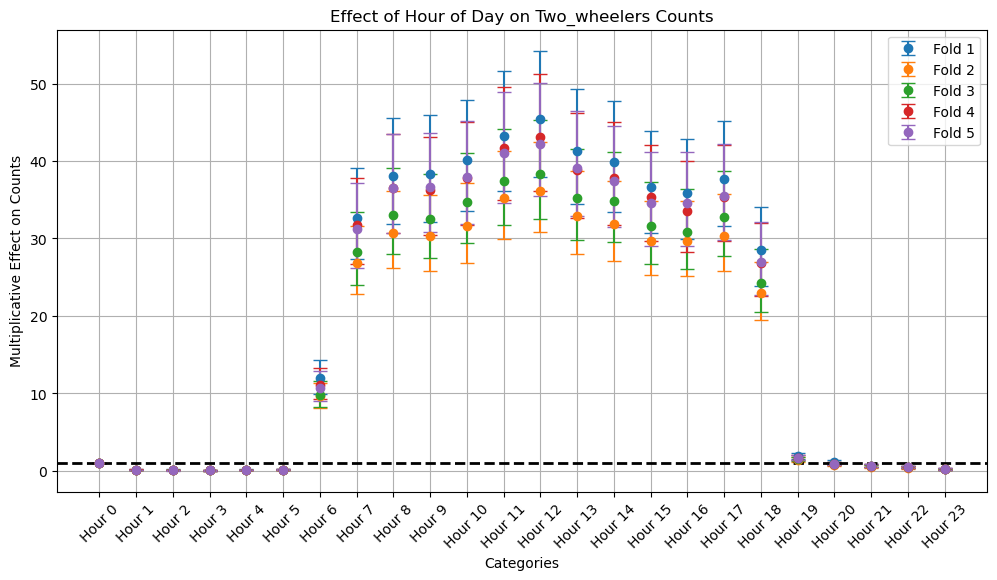 Effect of Hour of Day on Two_wheelers Counts
Multiplicative Effect on Counts
50
40
30
20
10
0
Fold 1
Fold 2
Fold 3
Fold 4
Fold 5
Hour 0
Hour 1
Hour 2
Hour 3
Hour 4
Hour 5
Hour 6
Hour 7
Hour 8
Hour 9
Hour 10
Hour 11
Hour 12
Hour 13
Hour 14
Hour 15
Hour 16
Hour 17
Hour 18
Hour 19
Hour 20
Hour 21
Hour 22
Hour 23
Categories